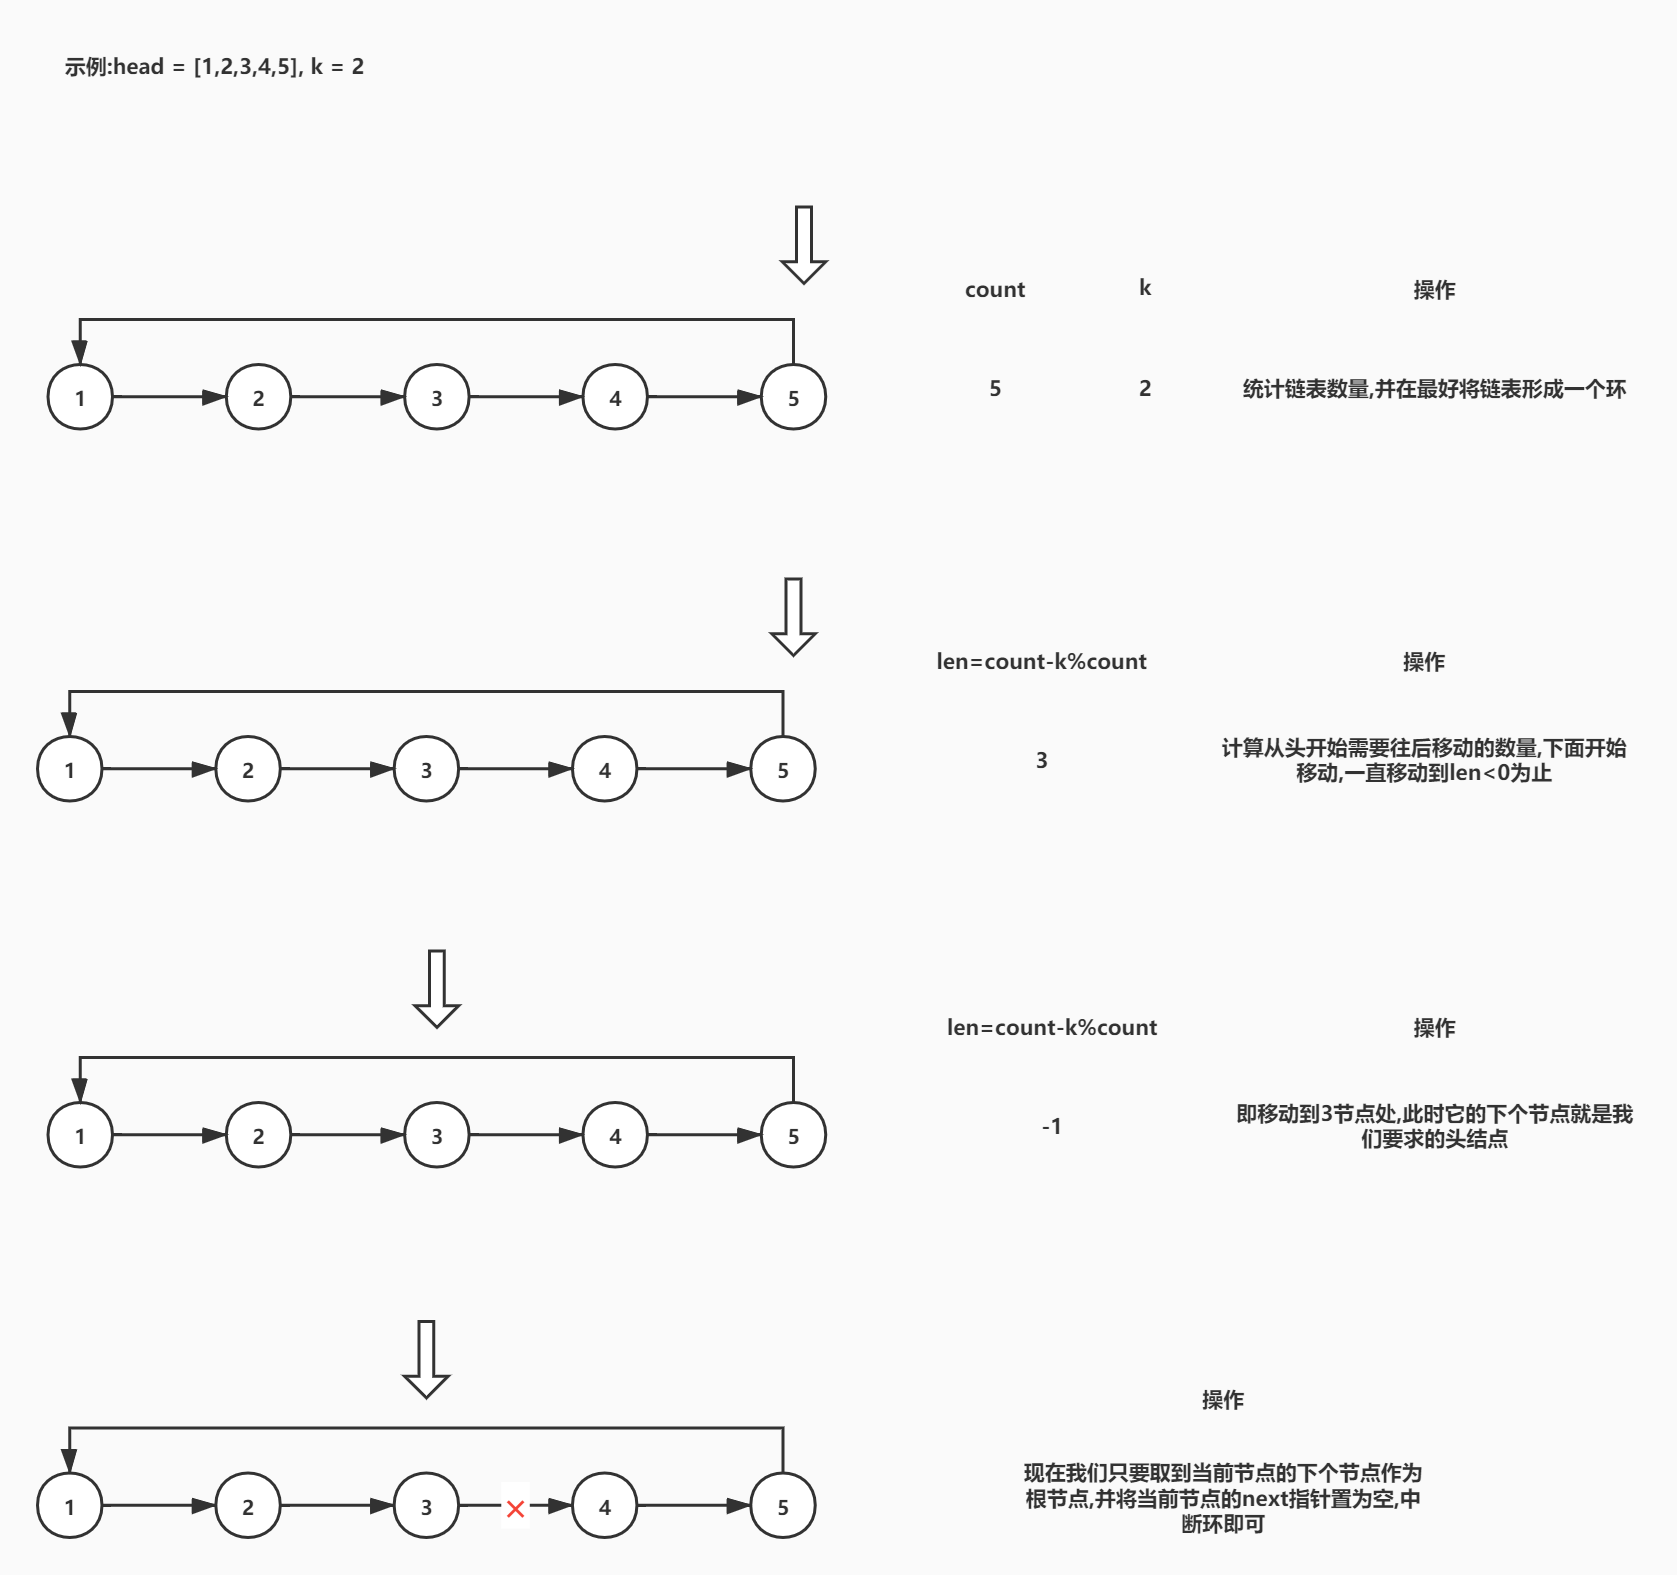 示例:head = [1,2,3,4,5], k = 2
count k 操作
1 2 3 4 5
5 2 统计链表数量,并在最好将链表形成一个环
len=count-k%count 操作
1 2 3 4 5
3
计算从头开始需要往后移动的数量,下面开始
移动,一直移动到len<0为止
len=count-k%count 操作
1 2 3 4 5
-1
即移动到3节点处,此时它的下个节点就是我
们要求的头结点
操作
1 2 3 4 5
现在我们只要取到当前节点的下个节点作为
根节点,并将当前节点的next指针置为空,中
断环即可